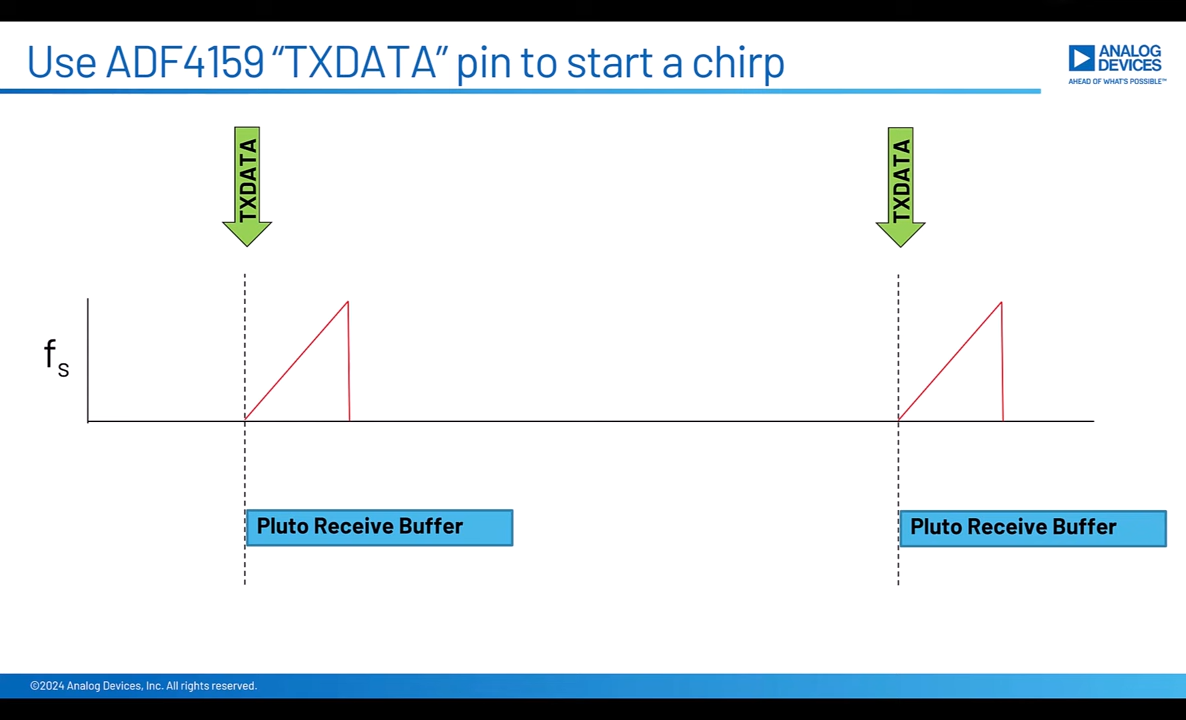 Use ADF4159 “TXDATA” pin to start a chirp
ANALOG
DEVICES
AHEAD OF WHAT'S POSSIBLE™
TXDATA
TXDATA
fs
Pluto Receive Buffer
Pluto Receive Buffer
©2024 Analog Devices, Inc. All rights reserved.